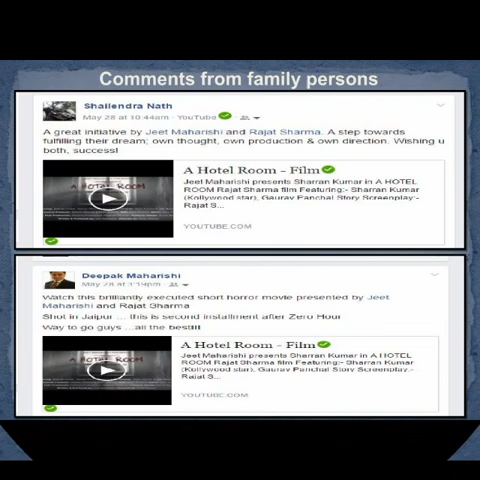 Comments from family persons
Shailendra Nath
May 28 at 10:44am · YouTube
A great initiative by Jeet Maharishi and Rajat Sharma. A step towards
fulfilling their dream; own thought, own production & own direction. Wishing u
both, success!
A HOTEL ROOM
A Hotel Room - Film
Jeet Maharishi presents Sharran Kumar in A HOTEL
ROOM Rajat Sharma film Featuring:- Sharran Kumar
(Kollywood star), Gaurav Panchal Story Screenplay:-
Rajat S...
YOUTUBE.COM
Deepak Maharishi
May 28 at 3:19pm
Watch this brilliantly executed short horror movie presented by Jeet
Maharishi and Rajat Sharma
Shot in Jaipur ... this is second installment after Zero Hour
Way to go guys ...all the best!!!!
A HOTEL ROOM
A Hotel Room - Film
Jeet Maharishi presents Sharran Kumar in A HOTEL
ROOM Rajat Sharma film Featuring:- Sharran Kumar
(Kollywood star), Gaurav Panchal Story Screenplay:-
Rajat S...
YOUTUBE.COM